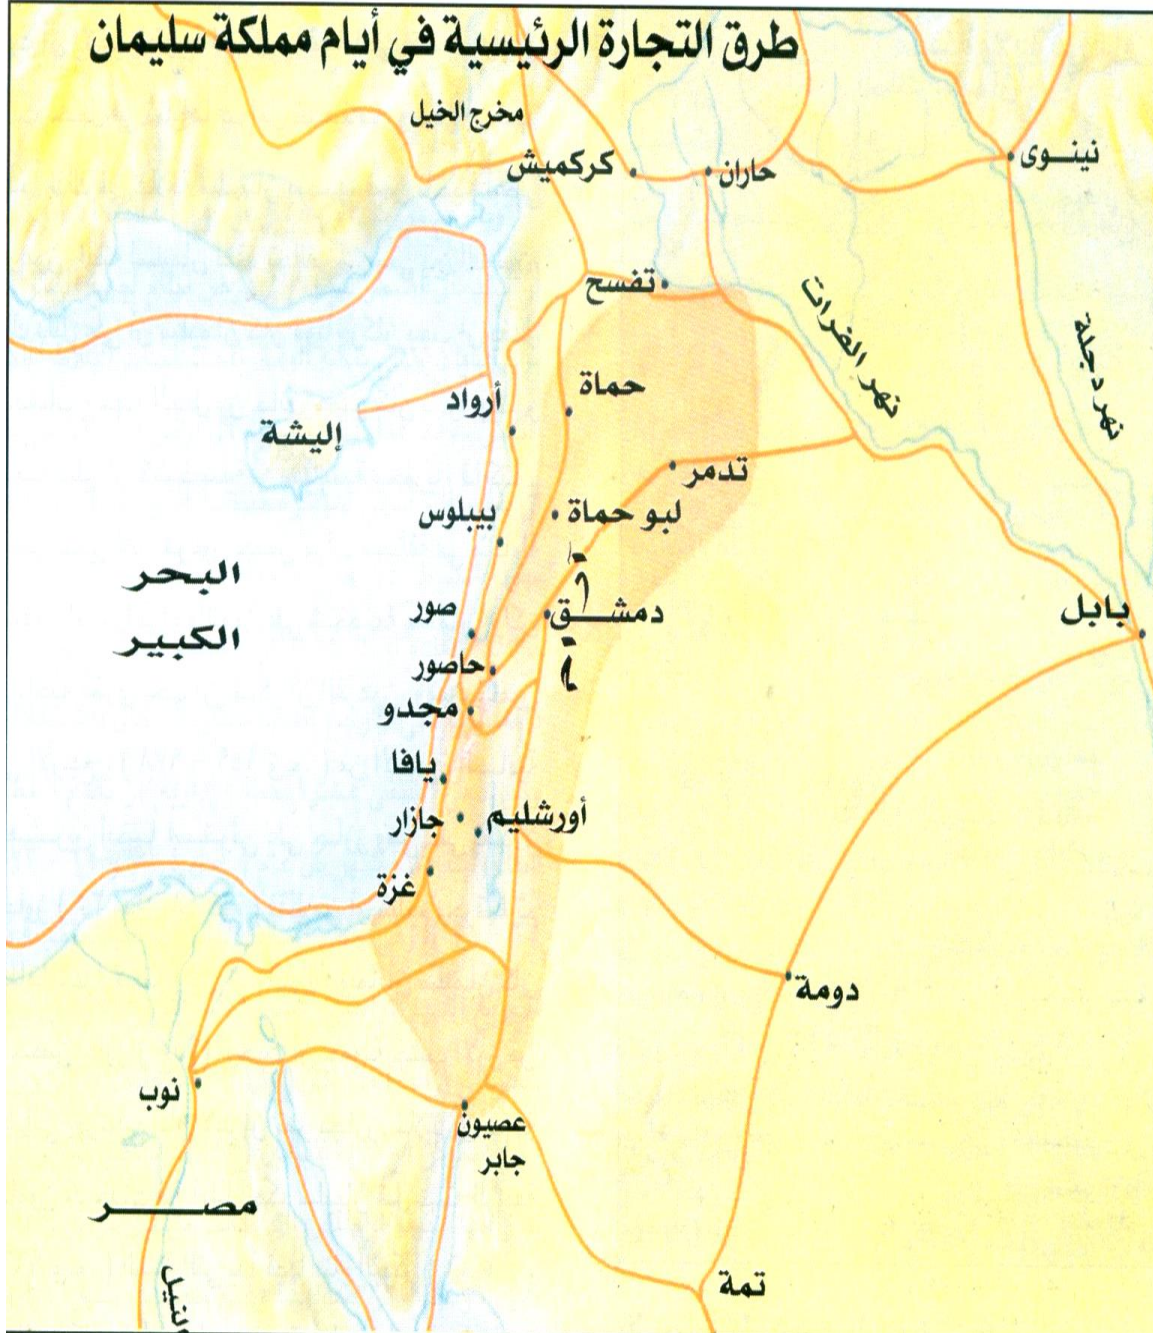 طرق التجارة الرئيسية في أيام مملكة سليمان
مخرج الخيل
نينوى
كركميش
حاران
تفسح
نهر الفرات
نهر دجلة
حماة
أرواد
إليشة
تدمر
لبو حماة
بيبلوس
البحر
الكبير
صور
دمشق
بابل
حاصور
مجدو
يافا
جازار
أورشليم
غزة
دومة
نوب
عصيون
جابر
مصر
تمة